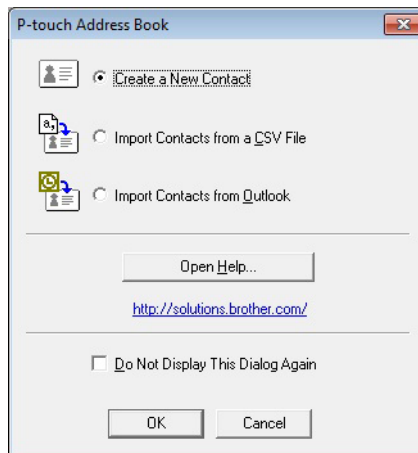 P-touch Address Book
Create a New Contact
a,
Import Contacts from a CSV File
Import Contacts from Outlook
Open Help...
http://solutions.brother.com/
Do Not Display This Dialog Again
OK
Cancel